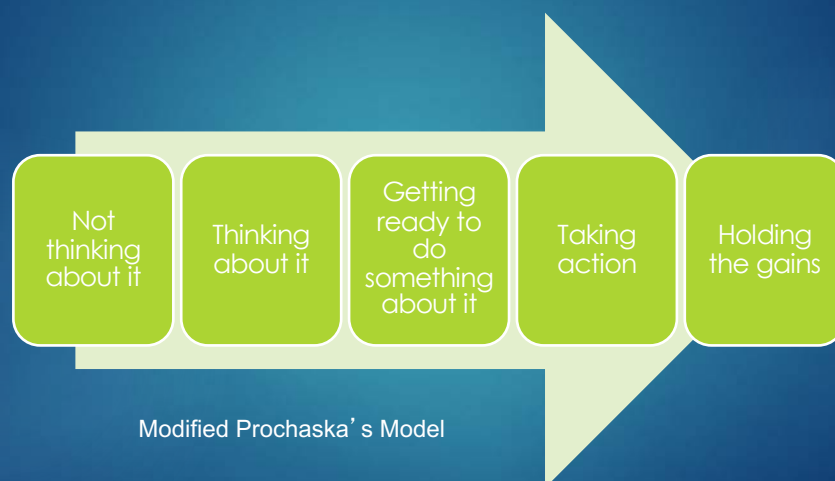 Not
thinking
about it
Thinking
about it
Getting
ready to
do
something
about it
Taking
action
Holding
the gains
Modified Prochaska's Model